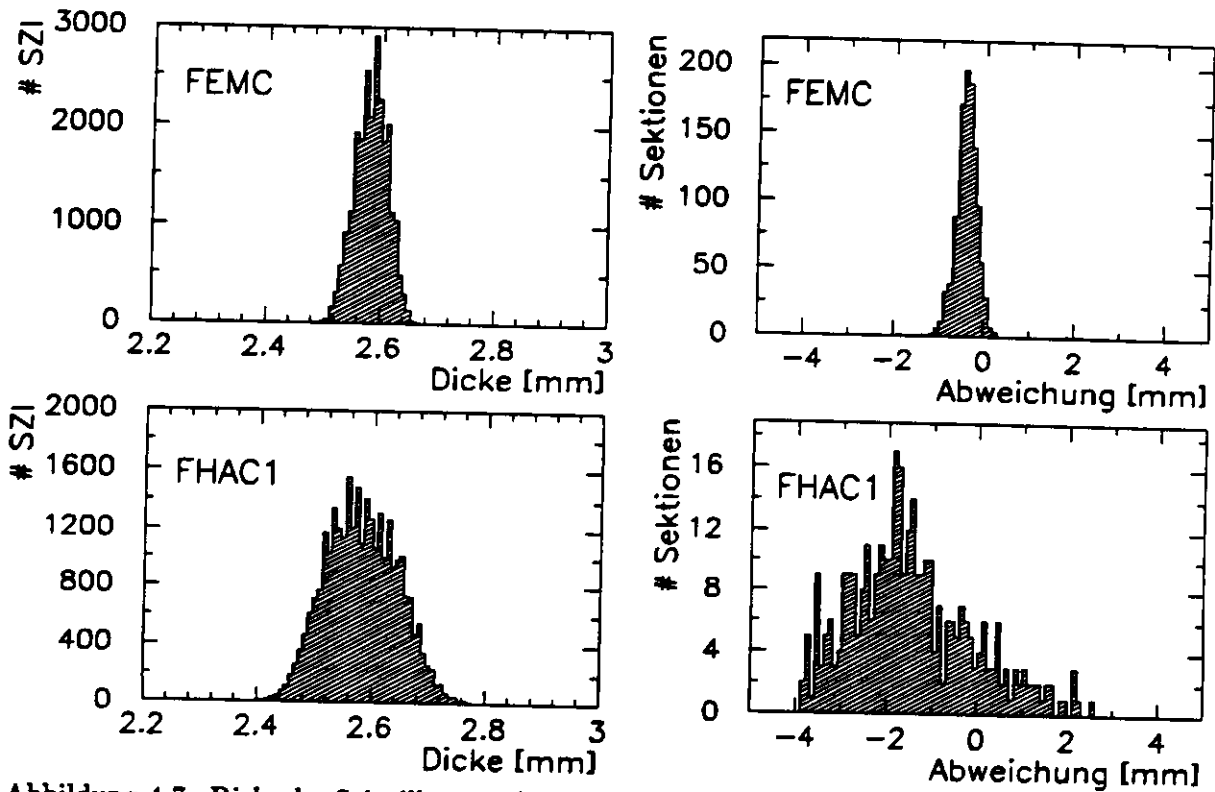 # SZI
3000
2000
1000
0
FEMC
2.2 2.4 2.6 2.8 3
Dicke [mm]
# Sektionen
200
150
100
50
0
FEMC
−4 −2 0 2 4
Abweichung [mm]
# SZI
2000
1600
1200
800
400
0
FHAC1
2.2 2.4 2.6 2.8 3
Dicke [mm]
# Sektionen
16
12
8
4
0
FHAC1
−4 −2 0 2 4
Abweichung [mm]